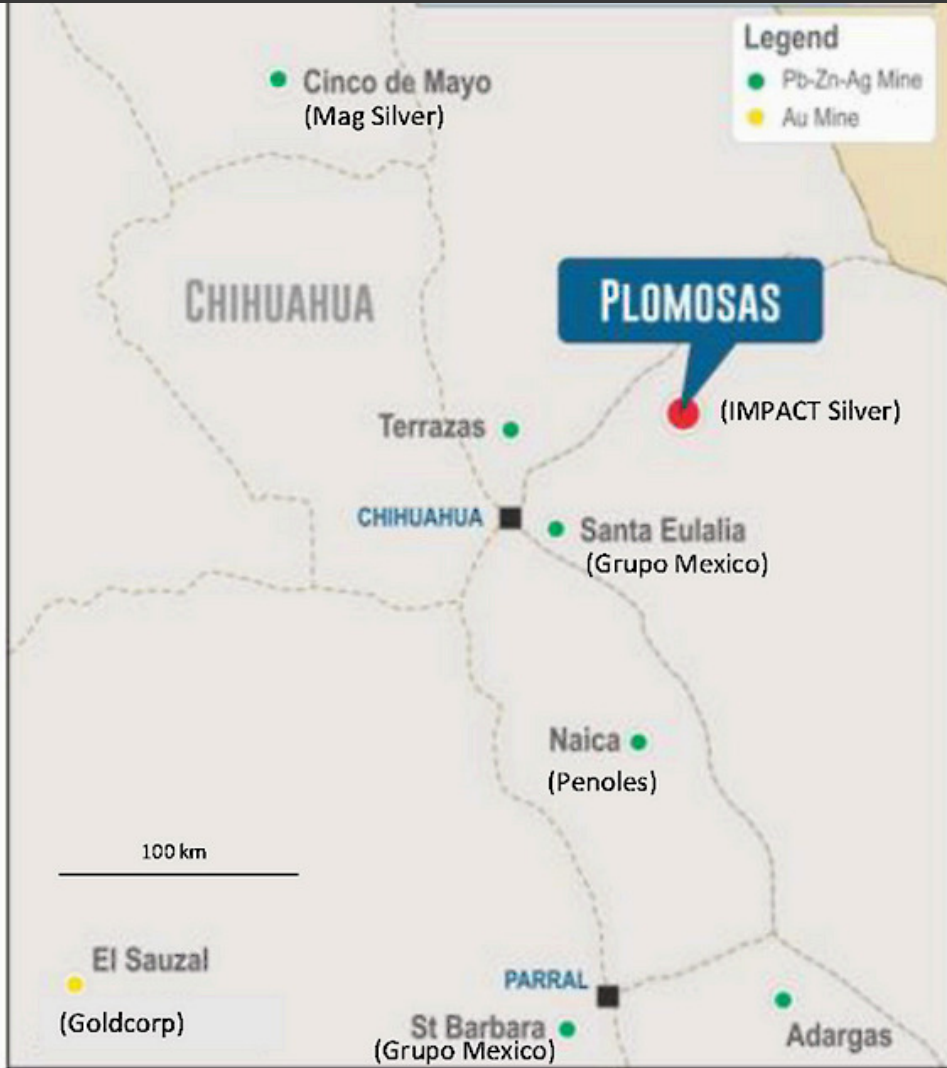 Legend
Pb-Zn-Ag Mine
Au Mine
Cinco de Mayo
(Mag Silver)
CHIHUAHUA
PLOMOSAS
(IMPACT Silver)
Terrazas
CHIHUAHUA
Santa Eulalia
(Grupo Mexico)
Naica
(Penoles)
100 km
El Sauzal
(Goldcorp)
PARRAL
St Barbara
(Grupo Mexico)
Adargas